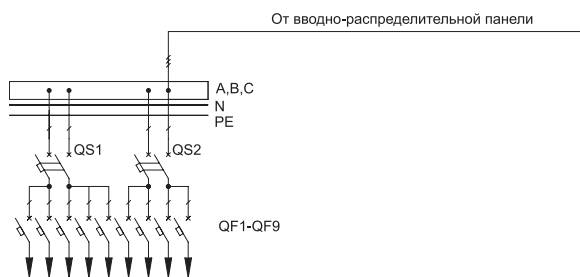 От вводно-распределительной панели
A,B,C
N
PE
QS1
QS2
QF1-QF9